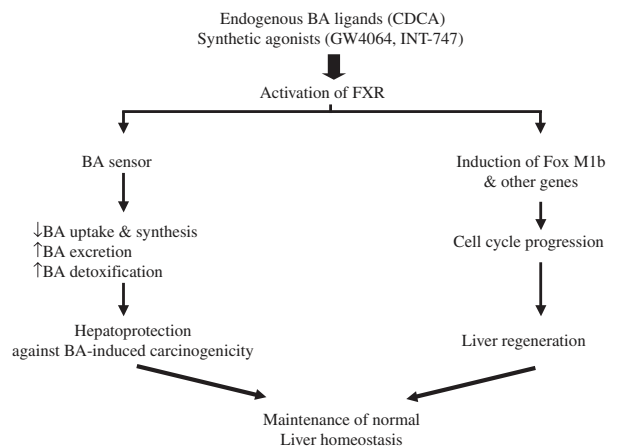 Endogenous BA ligands (CDCA)
Synthetic agonists (GW4064, INT-747)
Activation of FXR
BA sensor
↓BA uptake & synthesis
↑BA excretion
↑BA detoxification
Hepatoprotection
against BA-induced carcinogenicity
Induction of Fox M1b
& other genes
Cell cycle progression
Liver regeneration
Maintenance of normal
Liver homeostasis